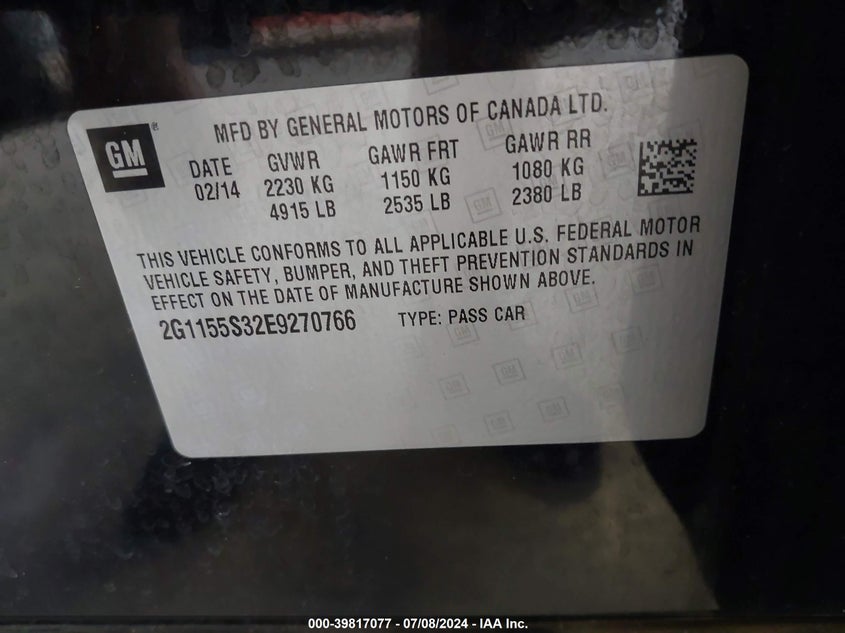 MFD BY GENERAL MOTORS OF CANADA LTD.
GM®
DATE GVWR GAWR FRT GAWR RR
02/14 2230 KG 1150 KG 1080 KG
4915 LB 2535 LB 2380 LB
THIS VEHICLE CONFORMS TO ALL APPLICABLE U.S. FEDERAL MOTOR
VEHICLE SAFETY, BUMPER, AND THEFT PREVENTION STANDARDS IN
EFFECT ON THE DATE OF MANUFACTURE SHOWN ABOVE.
2G1155S32E9270766 TYPE: PASS CAR
000-39817077 - 07/08/2024 - IAA Inc.